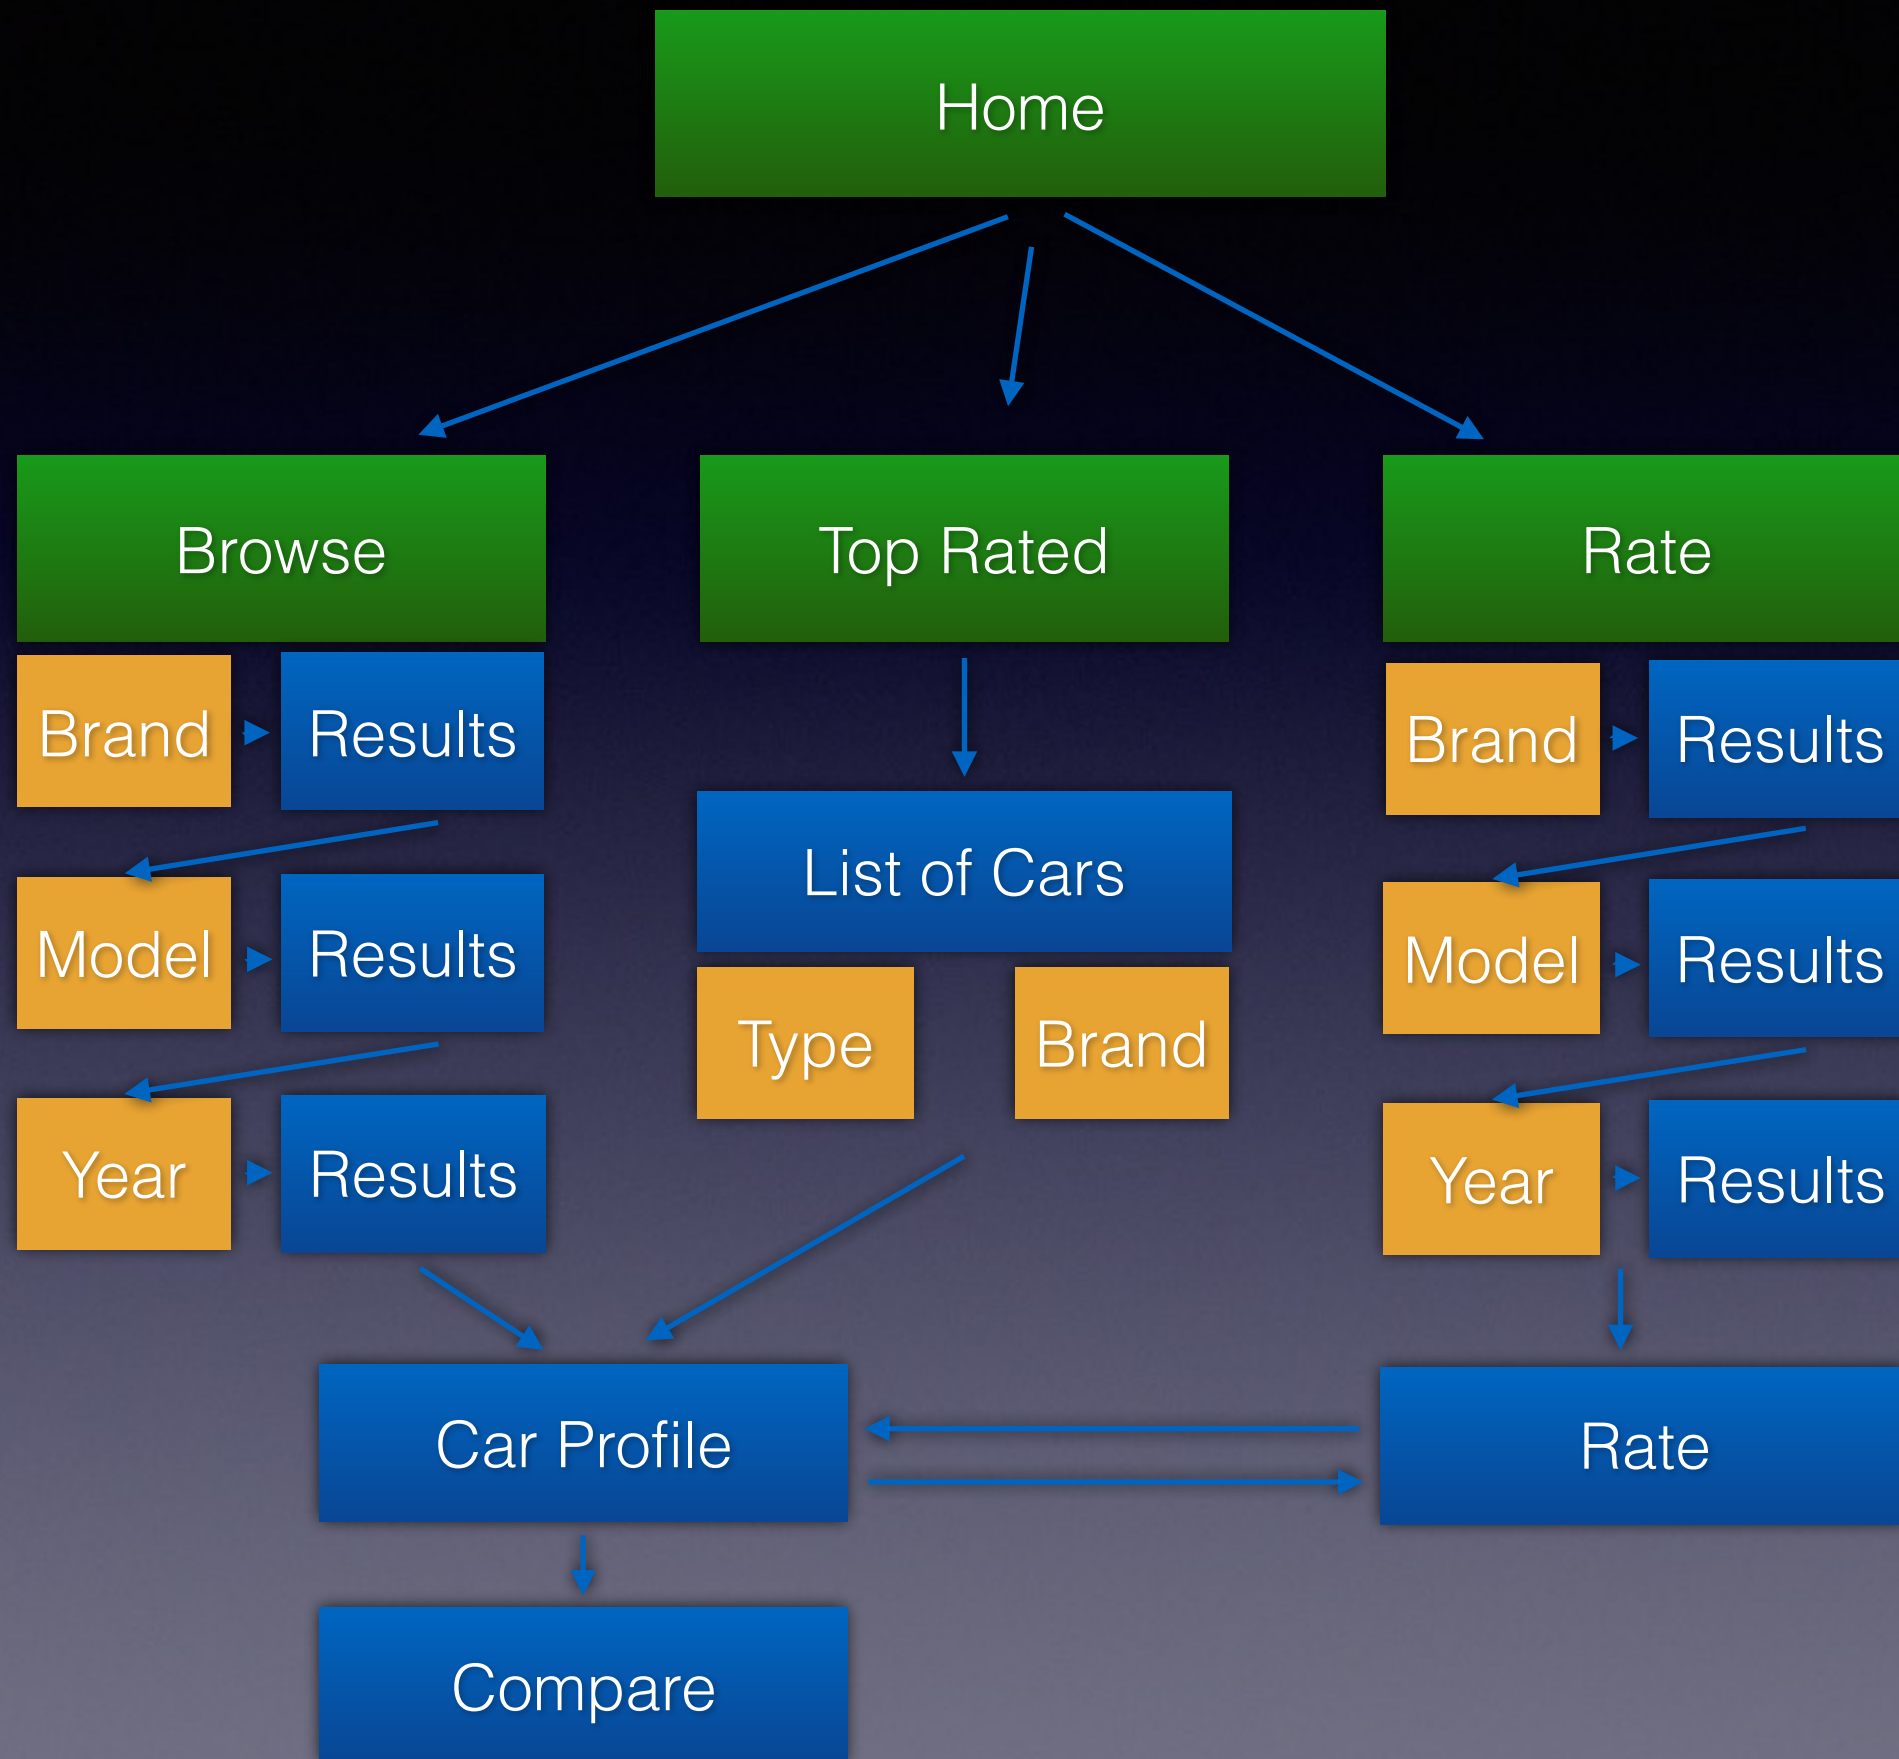 Home
Browse
Top Rated
Rate
Brand
Results
Brand
Results
List of Cars
Model
Results
Model
Results
Type
Brand
Year
Results
Year
Results
Car Profile
Rate
Compare